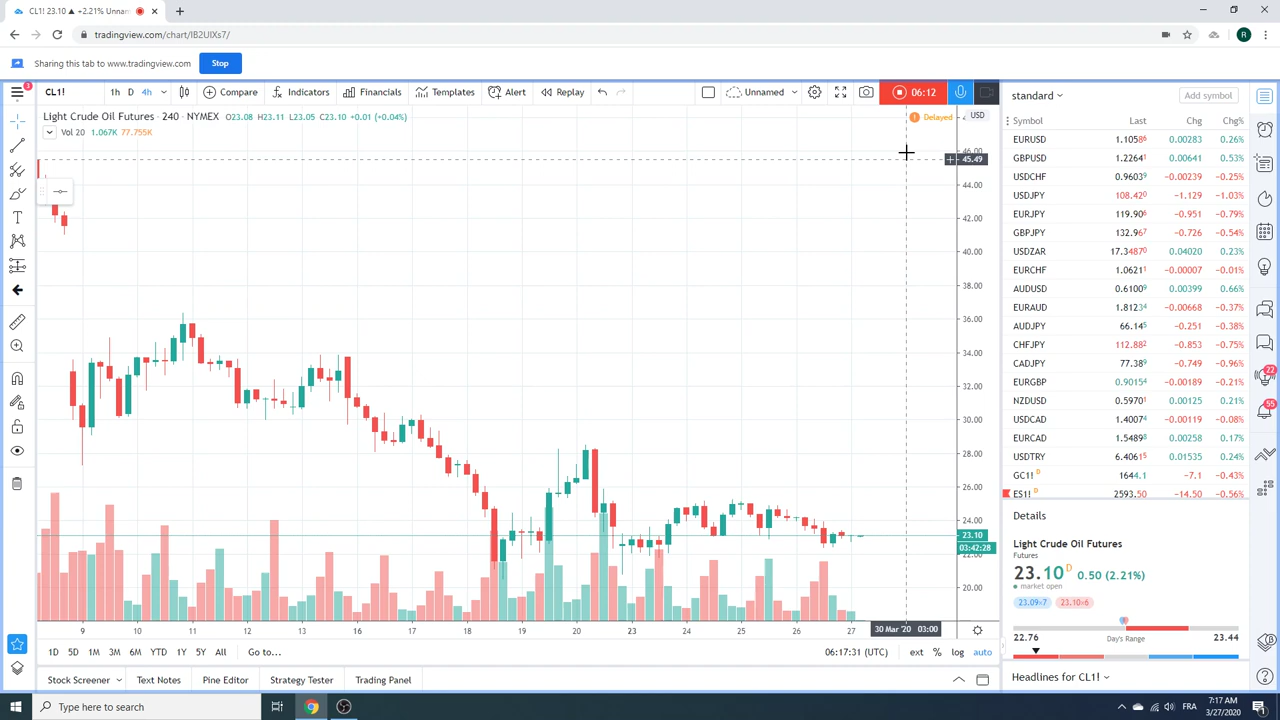 CL1! 23.10 ▲ +2.21% Unnam
tradingview.com/chart/IB2UIXs7/
R
Sharing this tab to www.tradingview.com Stop
3 CL1! 1h D 4h Compare Indicators Financials Templates Alert Replay Unnamed 06:12
Light Crude Oil Futures · 240 · NYMEX O23.08 H23.11 L23.05 C23.10 +0.01 (+0.04%) Delayed USD
Vol 20 1.067K 77.755K
46.00
45.49
44.00
42.00
40.00
38.00
36.00
34.00
32.00
30.00
28.00
26.00
24.00
23.10
03:42:28
22.00
20.00
9 10 11 12 13 16 17 18 19 20 23 24 25 26 27 30 Mar '20 03:00
1D 5D 1M 3M 6M YTD 1Y 5Y All Go to... 06:17:31 (UTC) ext % log auto
Stock Screener Text Notes Pine Editor Strategy Tester Trading Panel
standard Add symbol
Symbol Last Chg Chg%
EURUSD 1.10586 0.00283 0.26%
GBPUSD 1.22641 0.00641 0.53%
USDCHF 0.96039 −0.00239 −0.25%
USDJPY 108.420 −1.129 −1.03%
EURJPY 119.906 −0.951 −0.79%
GBPJPY 132.967 −0.726 −0.54%
USDZAR 17.34870 0.04020 0.23%
EURCHF 1.06211 −0.00007 −0.01%
AUDUSD 0.61009 0.00399 0.66%
EURAUD 1.81234 −0.00668 −0.37%
AUDJPY 66.145 −0.251 −0.38%
CHFJPY 112.882 −0.853 −0.75%
CADJPY 77.389 −0.749 −0.96%
EURGBP 0.90154 −0.00189 −0.21%
NZDUSD 0.59701 0.00125 0.21%
USDCAD 1.40074 −0.00119 −0.08%
EURCAD 1.54898 0.00258 0.17%
USDTRY 6.40615 0.01535 0.24%
GC1! D 1644.1 −7.1 −0.43%
ES1! D 2593.50 −14.50 −0.56%
22
55
Details
Light Crude Oil Futures
Futures
23.10 D 0.50 (2.21%)
market open
23.09×7 23.10×6
22.76 Day's Range 23.44
Headlines for CL1!
Type here to search
FRA
7:17 AM
3/27/2020
1